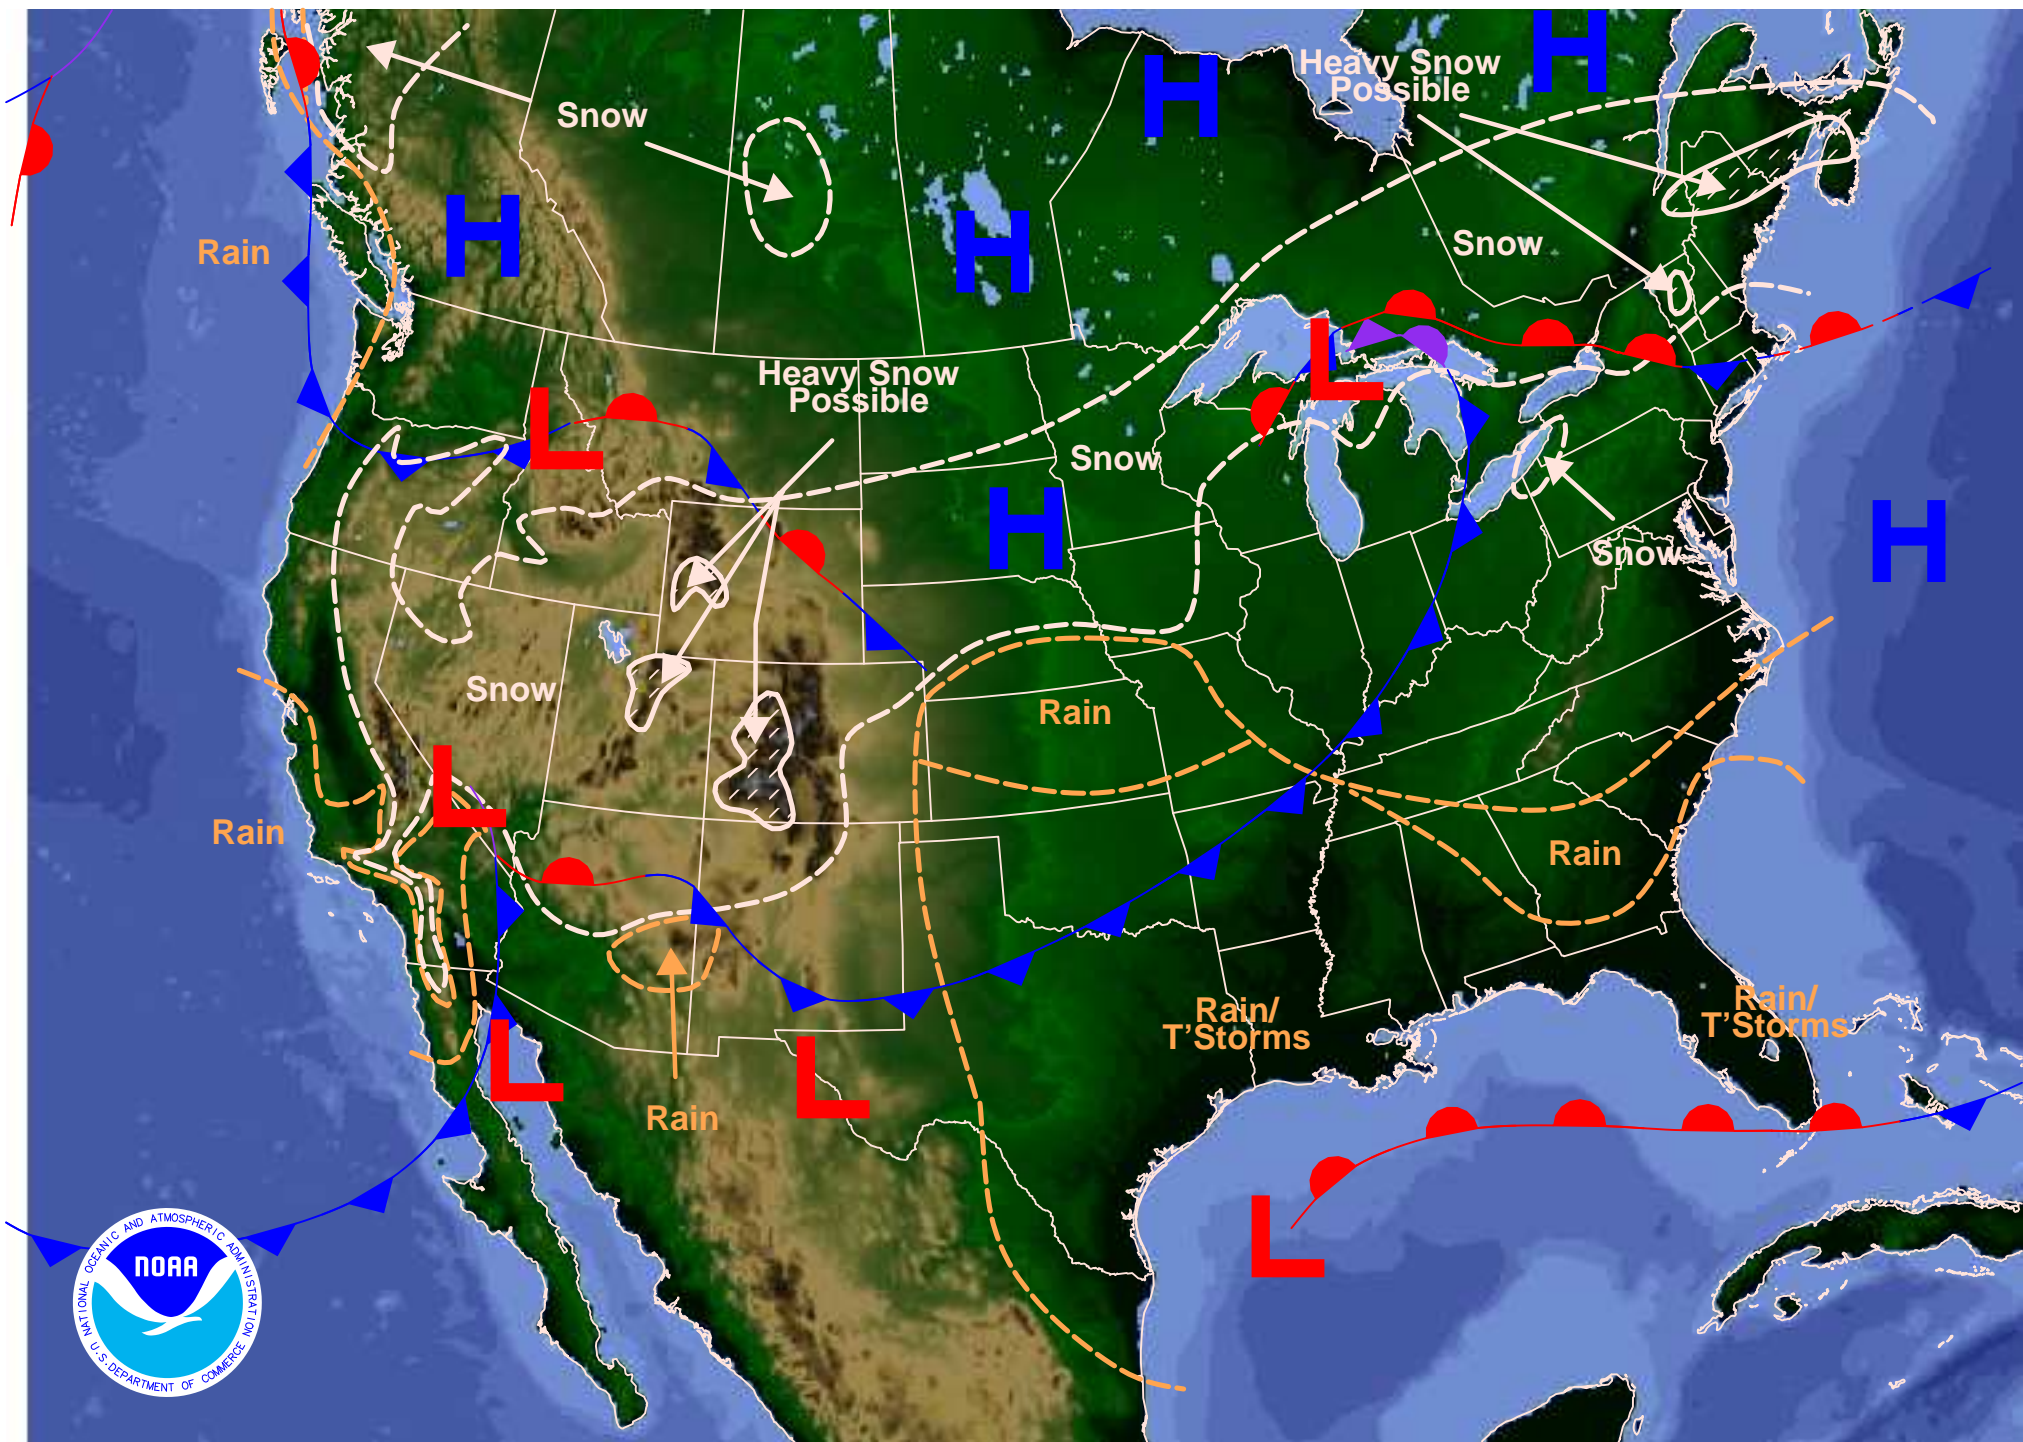 H
H
Heavy Snow
Possible
Snow
H
H
Rain
Snow
Heavy Snow
Possible
L
L
Snow
H
H
Snow
Snow
Rain
L
Rain
Rain
Rain/
T'Storms
Rain/
T'Storms
L
L
Rain
L
NATIONAL OCEANIC AND ATMOSPHERIC ADMINISTRATION
NOAA
U.S. DEPARTMENT OF COMMERCE